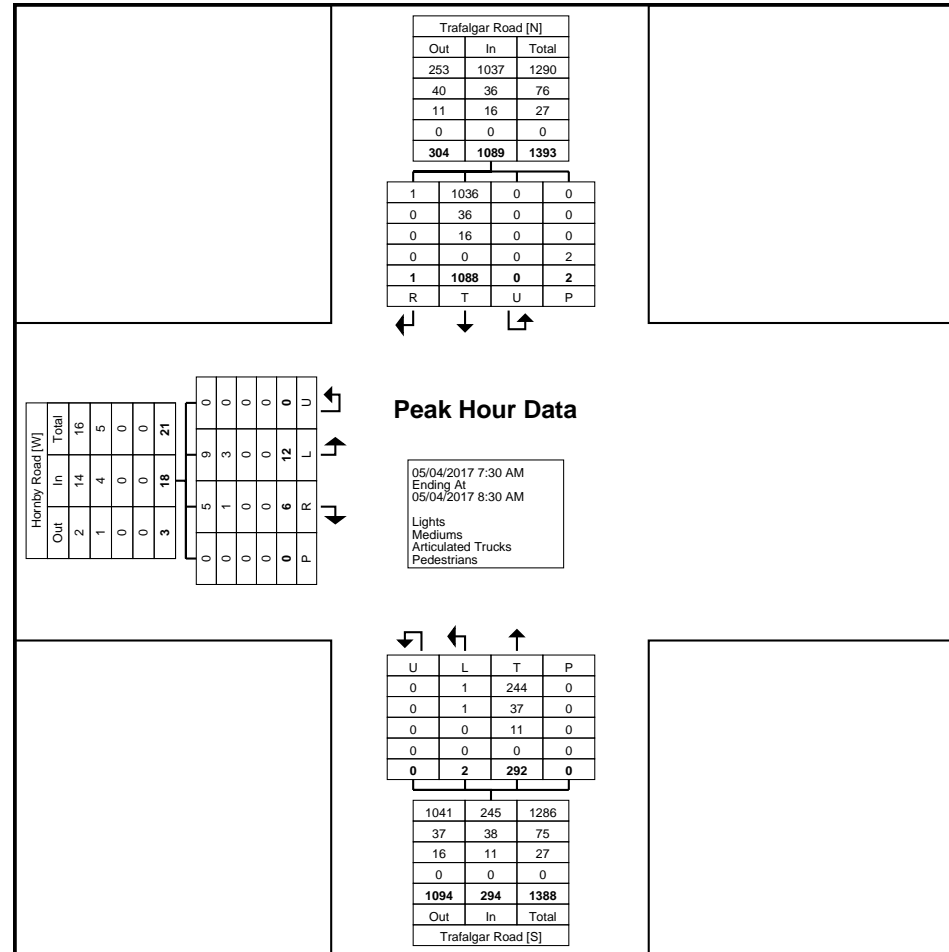 Trafalgar Road [N]
Out In Total
253 1037 1290
40 36 76
11 16 27
0 0 0
304 1089 1393
1 1036 0 0
0 36 0 0
0 16 0 0
0 0 0 2
1 1088 0 2
R T U P
Hornby Road [W]
Out In Total
2 14 16
1 4 5
0 0 0
0 0 0
3 18 21
0 5 9 0
0 1 3 0
0 0 0 0
0 0 0 0
0 6 12 0
P R L U
Peak Hour Data
05/04/2017 7:30 AM
Ending At
05/04/2017 8:30 AM
Lights
Mediums
Articulated Trucks
Pedestrians
U L T P
0 1 244 0
0 1 37 0
0 0 11 0
0 0 0 0
0 2 292 0
1041 245 1286
37 38 75
16 11 27
0 0 0
1094 294 1388
Out In Total
Trafalgar Road [S]